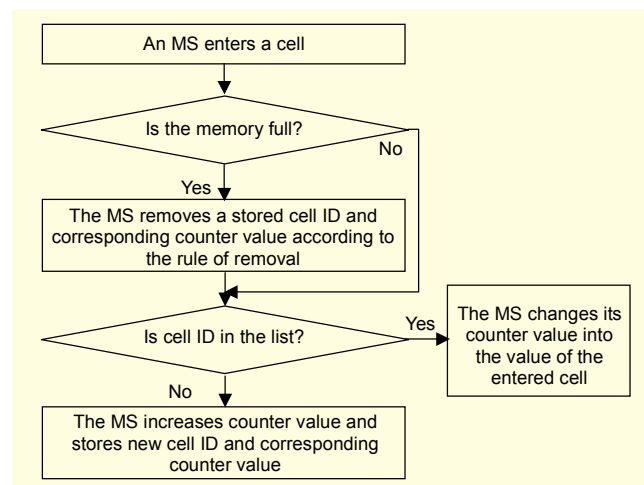 An MS enters a cell
Is the memory full?
No
Yes
The MS removes a stored cell ID and
corresponding counter value according to
the rule of removal
Is cell ID in the list?
Yes
The MS changes its
counter value into
the value of the
entered cell
No
The MS increases counter value and
stores new cell ID and corresponding
counter value